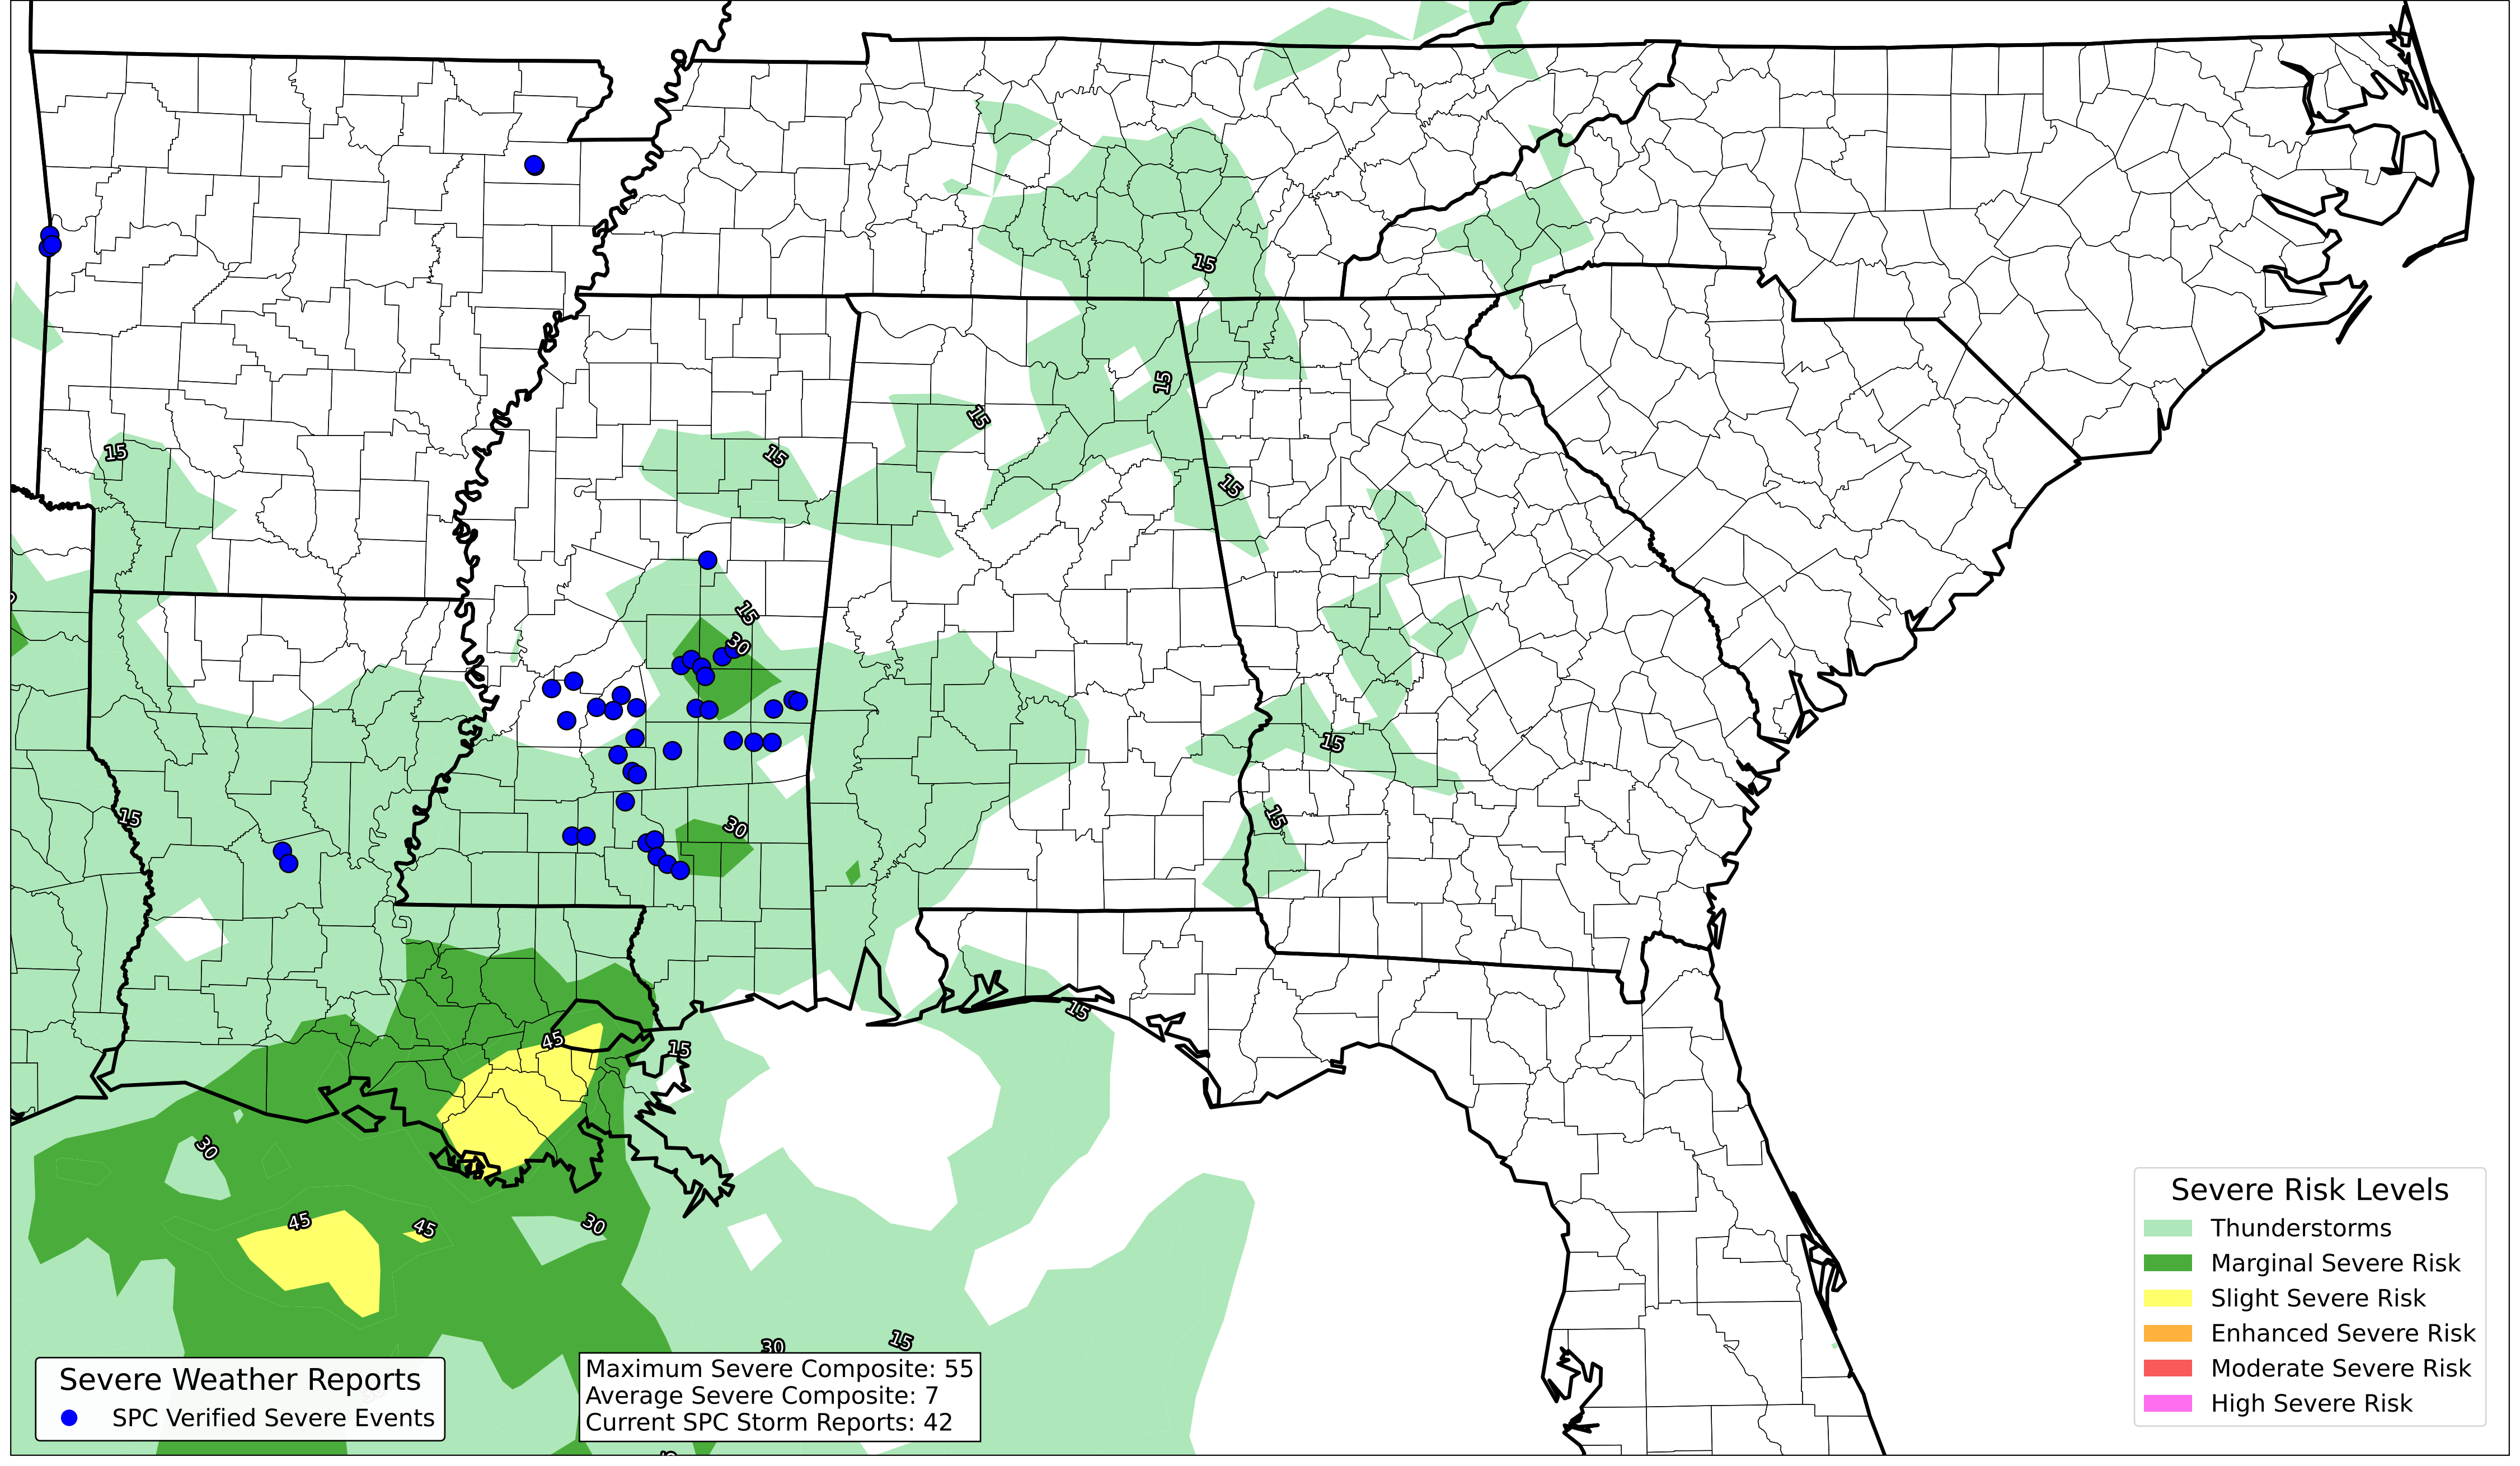 15
15
15
15
15
15
30
15
15
30
15
15
45
15
30
45
45
30
30
15
Severe Weather Reports
SPC Verified Severe Events
Maximum Severe Composite: 55
Average Severe Composite: 7
Current SPC Storm Reports: 42
Severe Risk Levels
Thunderstorms
Marginal Severe Risk
Slight Severe Risk
Enhanced Severe Risk
Moderate Severe Risk
High Severe Risk